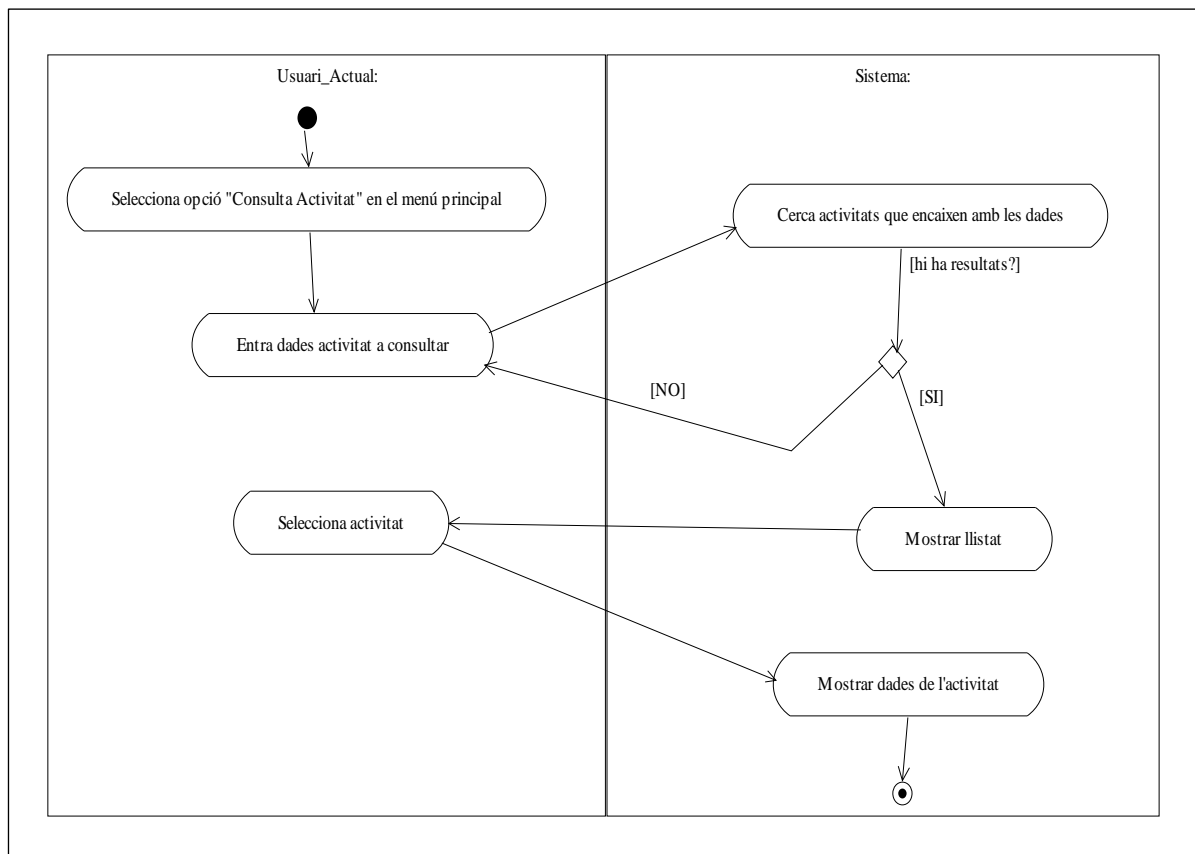 Usuari_Actual:
Sistema:
Selecciona opció "Consulta Activitat" en el menú principal
Cerca activitats que encaixen amb les dades
[hi ha resultats?]
Entra dades activitat a consultar
[NO]
[SI]
Selecciona activitat
Mostrar llistat
Mostrar dades de l'activitat